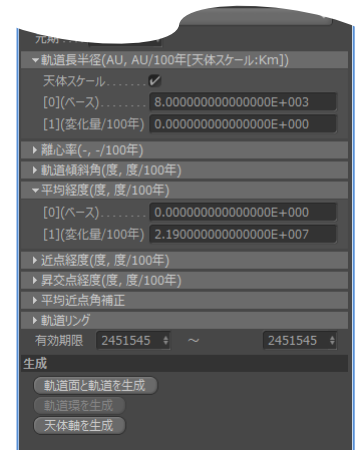 元期
▼軌道長半径(AU, AU/100年[天体スケール:Km])
天体スケール.......
[0](ベース)....... 8.000000000000000E+003
[1](変化量/100年) 0.000000000000000E+000
▶離心率(-, -/100年)
▶軌道傾斜角(度, 度/100年)
▼平均経度(度, 度/100年)
[0](ベース)....... 0.000000000000000E+000
[1](変化量/100年) 2.190000000000000E+007
▶近点経度(度, 度/100年)
▶昇交点経度(度, 度/100年)
▶平均近点角補正
▶軌道リング
有効期限 2451545 ～ 2451545
生成
軌道面と軌道を生成
軌道環を生成
天体軸を生成